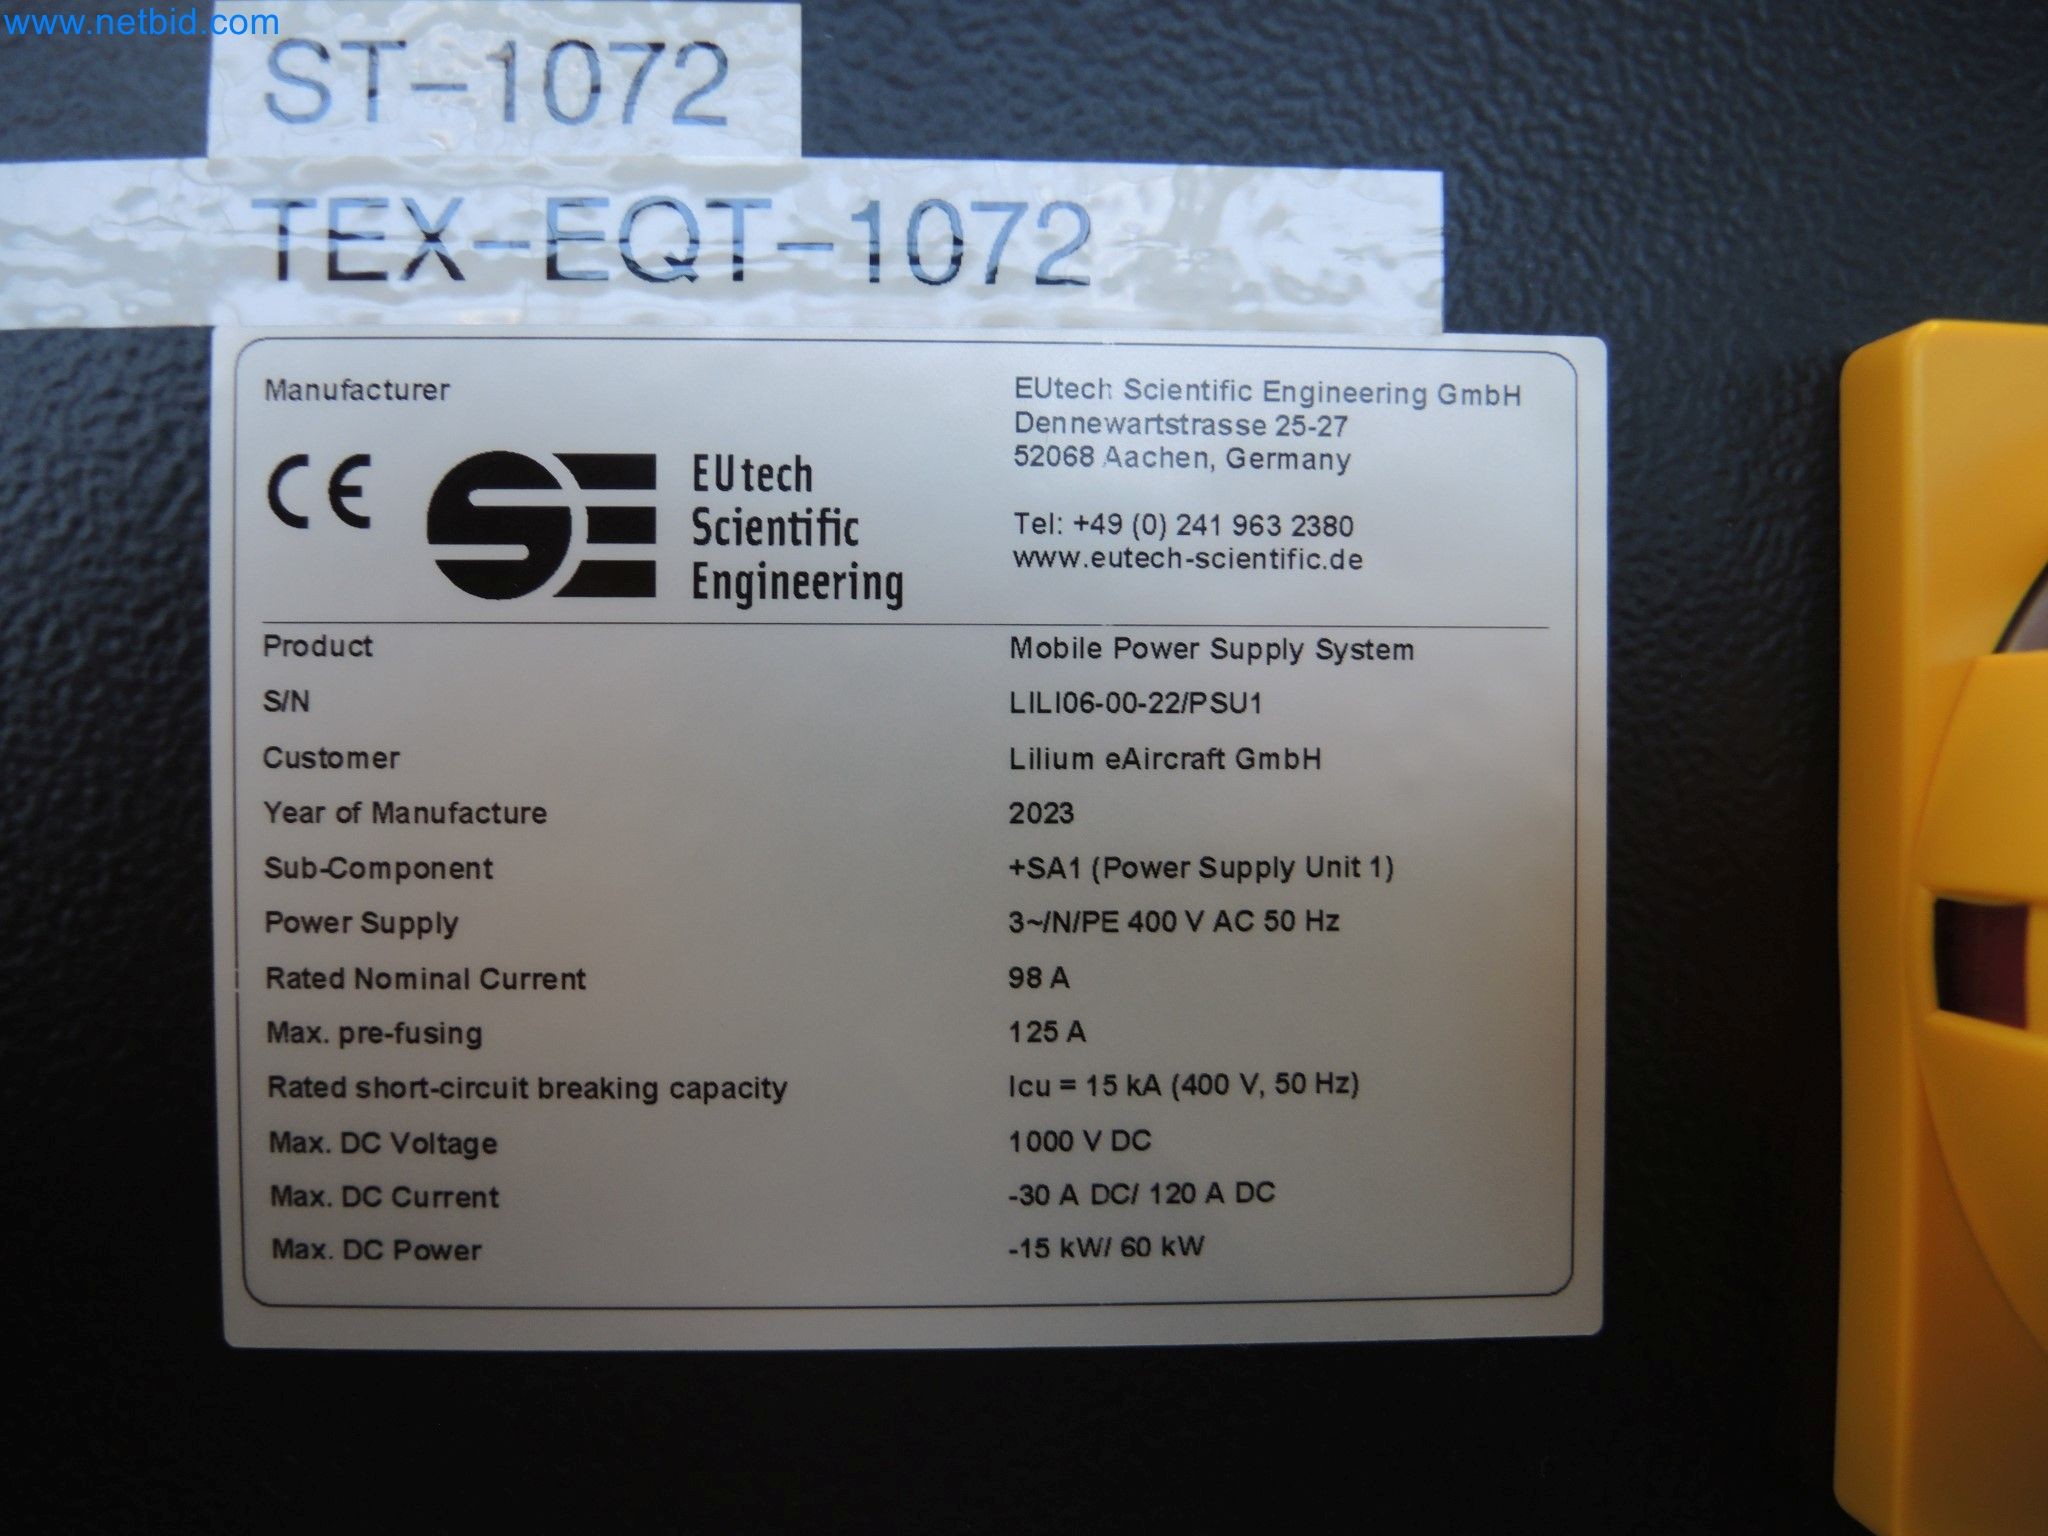 www.netbid.com
ST-1072
TEX-EQT-1072
Manufacturer
CE
EUtech
Scientific
Engineering
EUtech Scientific Engineering GmbH
Dennewartstrasse 25-27
52068 Aachen, Germany
Tel: +49 (0) 241 963 2380
www.eutech-scientific.de
Product Mobile Power Supply System
S/N LILI06-00-22/PSU1
Customer Lilium eAircraft GmbH
Year of Manufacture 2023
Sub-Component +SA1 (Power Supply Unit 1)
Power Supply 3~/N/PE 400 V AC 50 Hz
Rated Nominal Current 98 A
Max. pre-fusing 125 A
Rated short-circuit breaking capacity Icu = 15 kA (400 V, 50 Hz)
Max. DC Voltage 1000 V DC
Max. DC Current -30 A DC/ 120 A DC
Max. DC Power -15 kW/ 60 kW